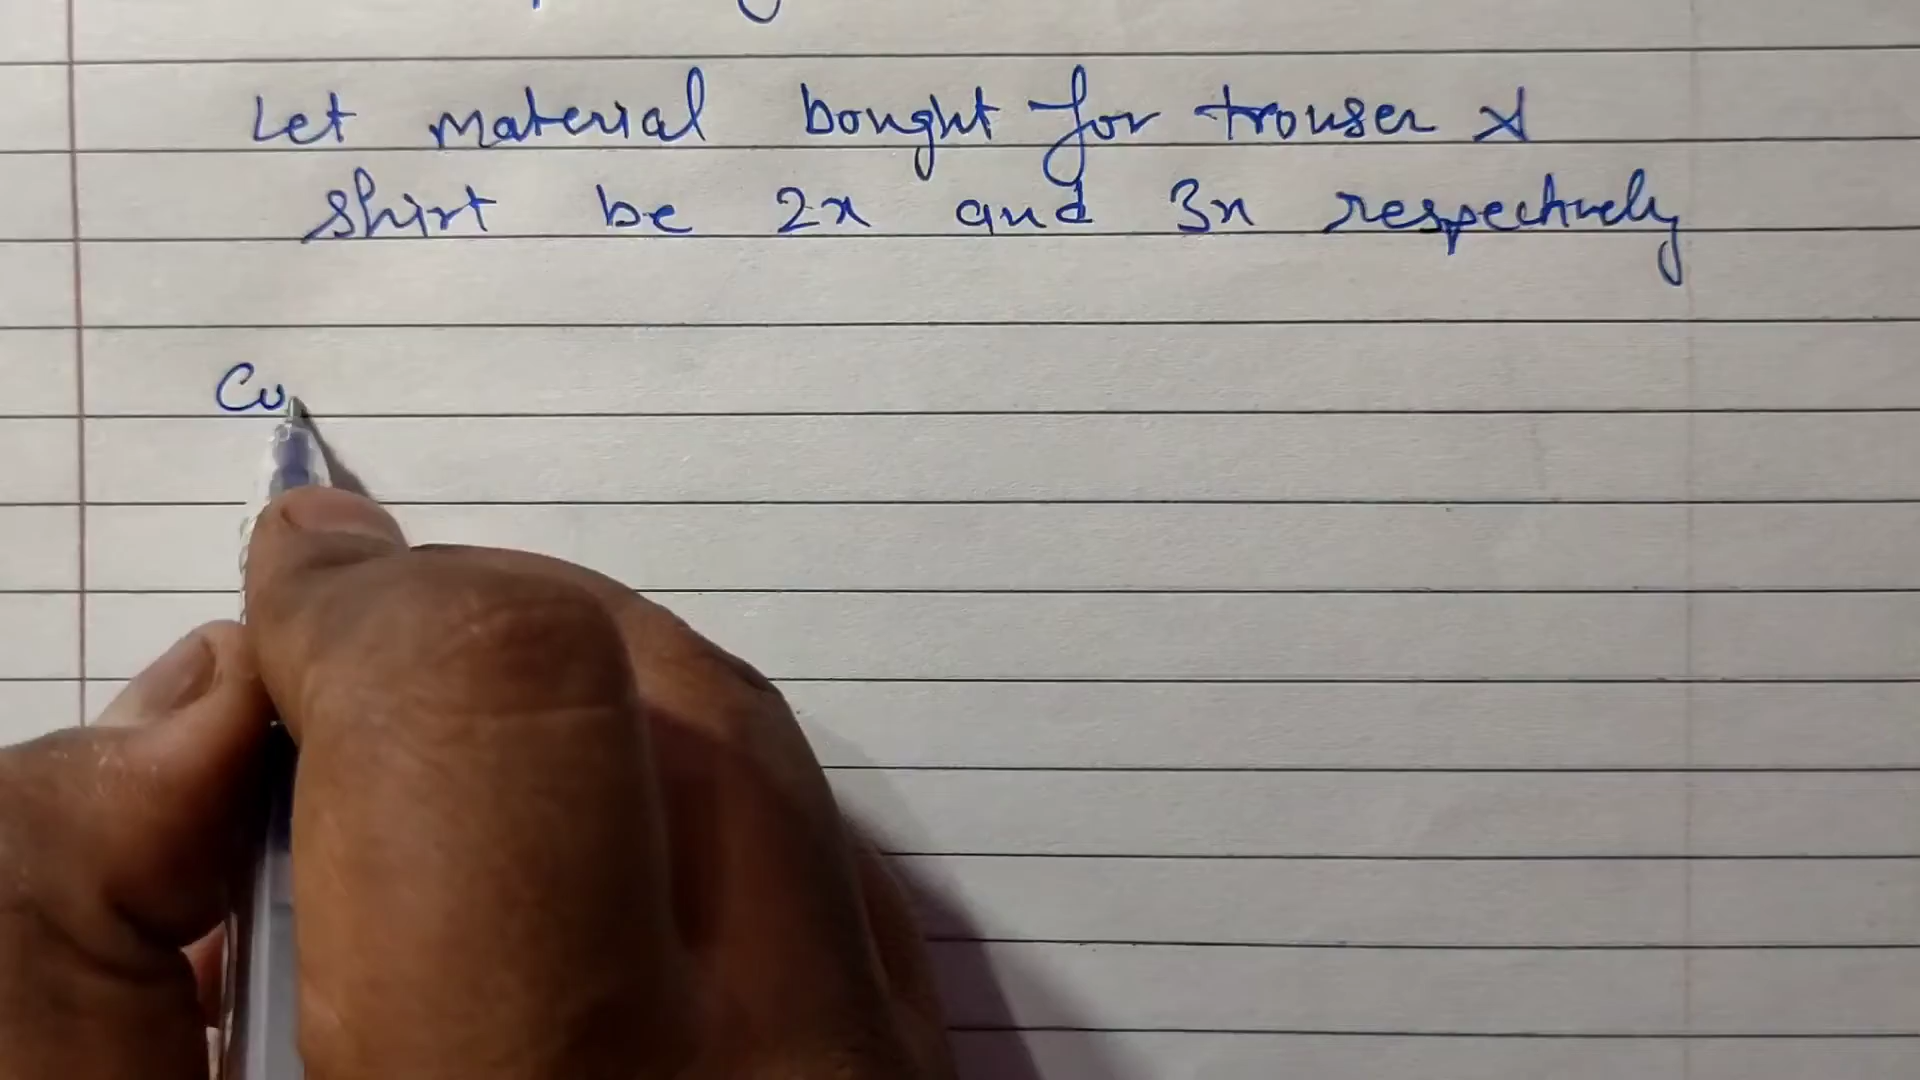 Let material bought for trouser &
shirt be 2x and 3x respectively
Co